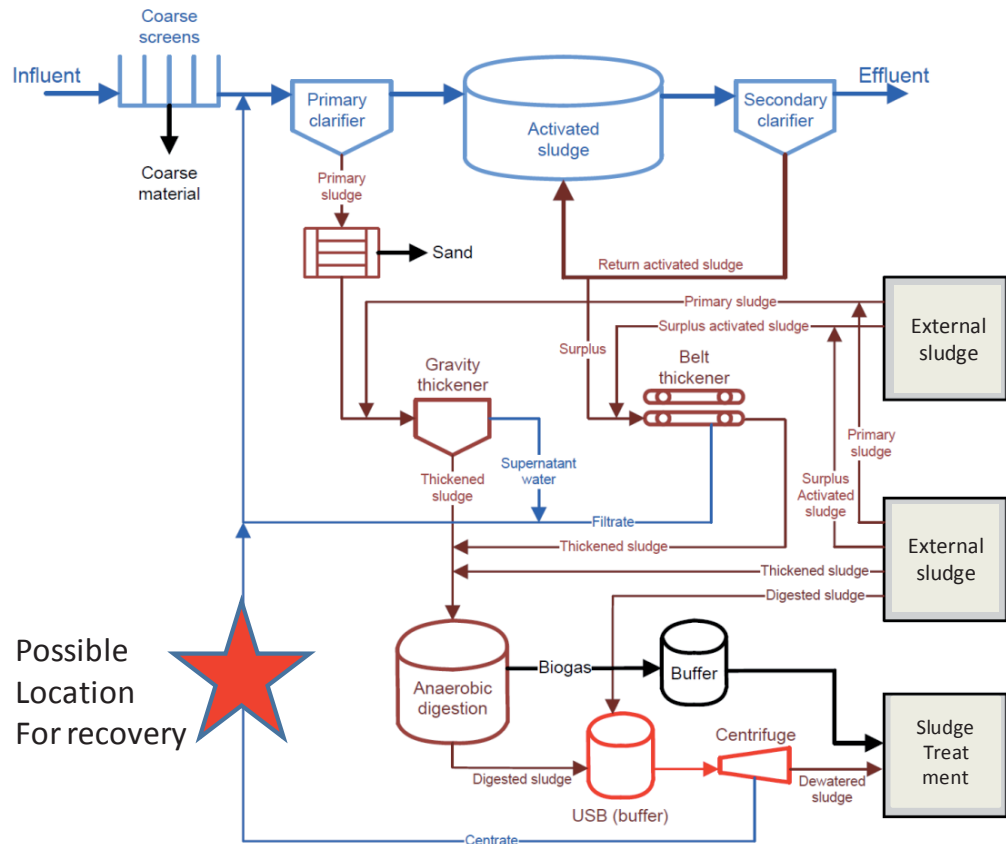 Coarse
screens
Influent
Primary
clarifier
Activated
sludge
Secondary
clarifier
Effluent
Coarse
material
Primary
sludge
Sand
Return activated sludge
Primary sludge
Surplus activated sludge
External
sludge
Surplus
Belt
thickener
Gravity
thickener
Supernatant
water
Thickened
sludge
Primary
sludge
Surplus
Activated
sludge
Filtrate
Thickened sludge
External
sludge
Thickened sludge
Digested sludge
Possible
Location
For recovery
Anaerobic
digestion
Biogas
Buffer
Sludge
Treat
ment
Centrifuge
Digested sludge
USB (buffer)
Dewatered
sludge
Centrate